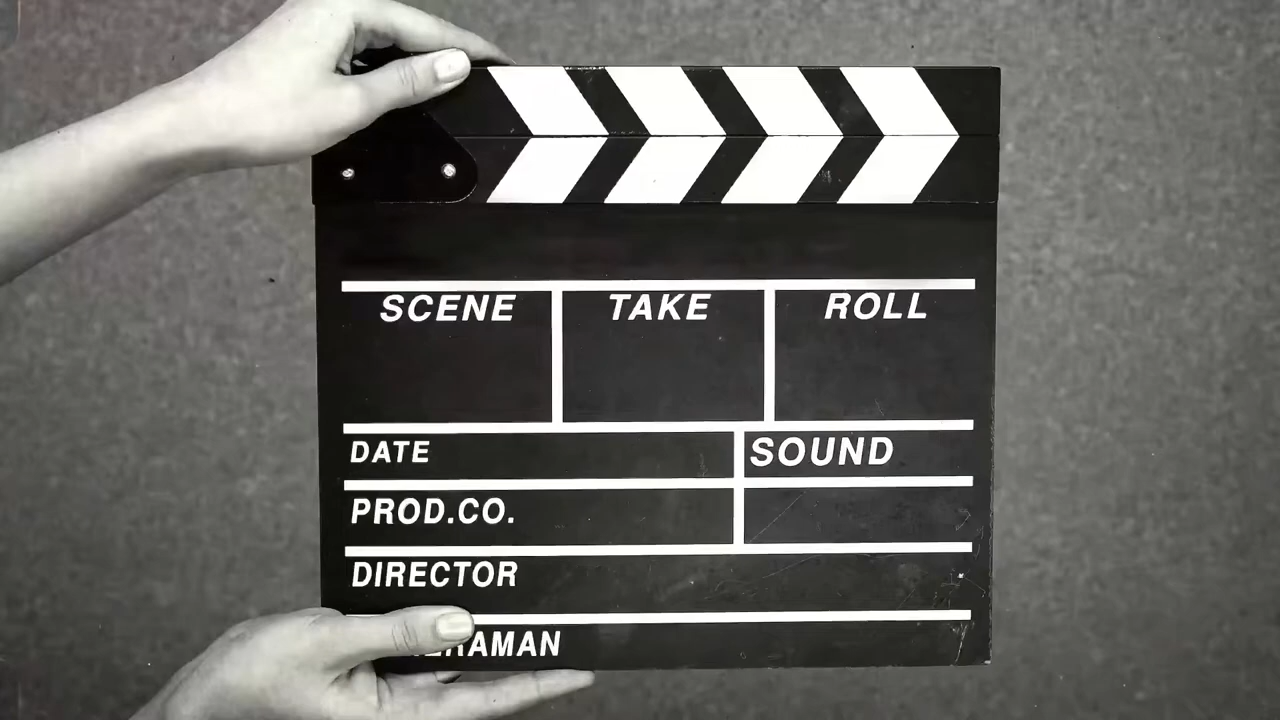 SCENE TAKE ROLL
DATE SOUND
PROD.CO.
DIRECTOR